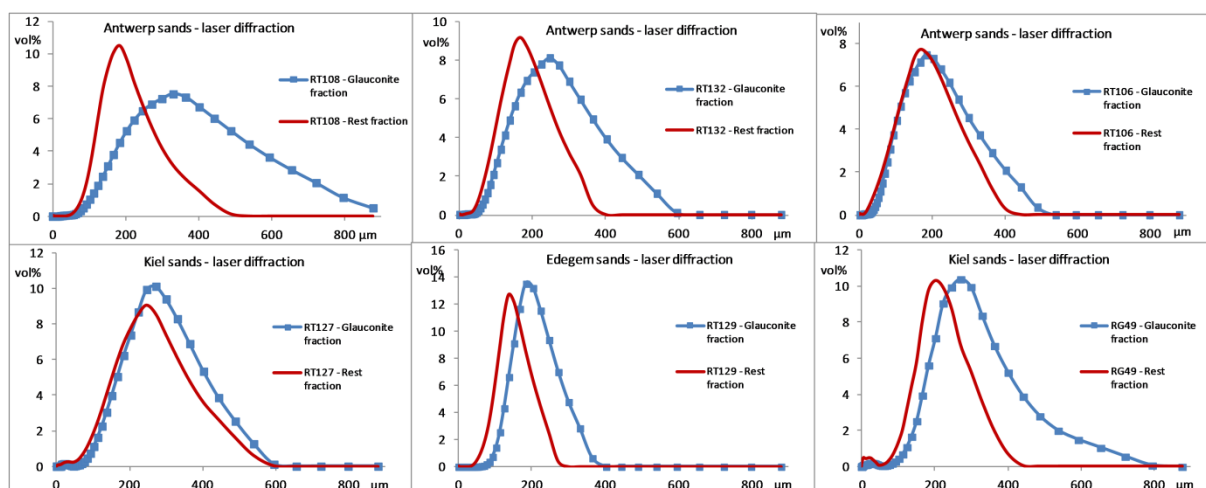 Antwerp sands - laser diffraction
12
vol%
10
8
6
4
2
0
RT108 - Glauconite
fraction
RT108 - Rest fraction
0
200
400
600
800 µm
Antwerp sands - laser diffraction
10
vol%
8
6
4
2
0
RT132 - Glauconite
fraction
RT132 - Rest fraction
0
200
400
600
800
µm
Antwerp sands - laser diffraction
vol%
8
6
4
2
0
RT106 - Glauconite
fraction
RT106 - Rest
fraction
0
200
400
600
800
µm
Kiel sands - laser diffraction
12
vol%
10
8
6
4
2
0
RT127 - Glauconite
fraction
RT127 - Rest
fraction
0
200
400
600
800
µm
Edegem sands - laser diffraction
16
vol%
14
12
10
8
6
4
2
0
RT129 - Glauconite
fraction
RT129 - Rest
fraction
0
200
400
600
800
µm
Kiel sands - laser diffraction
12
vol%
10
8
6
4
2
0
RG49 - Glauconite
fraction
RG49 - Rest
fraction
0
200
400
600
800
µm